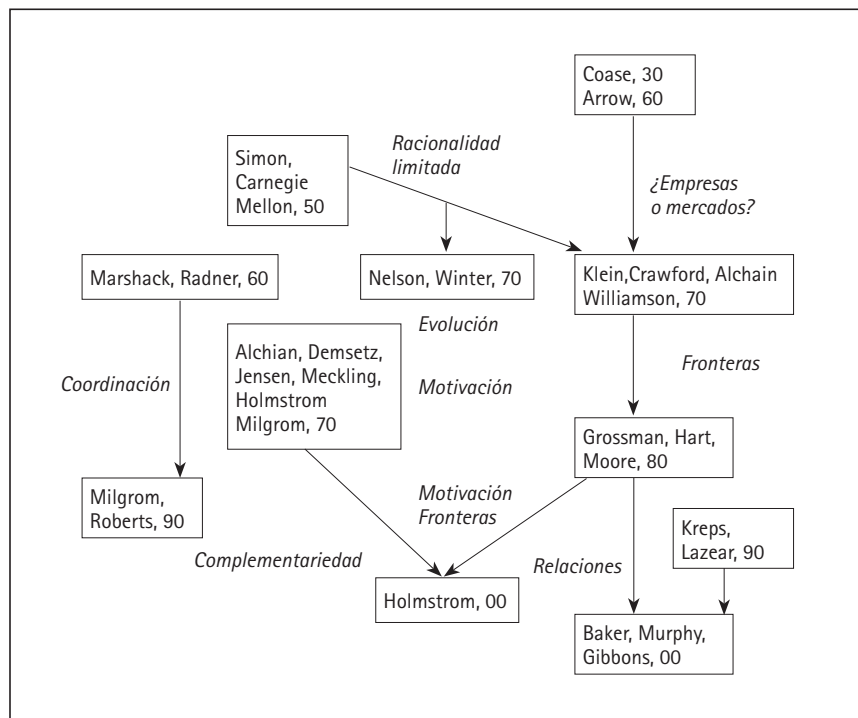 Coase, 30
Arrow, 60
Simon,
Carnegie
Mellon, 50
Racionalidad
limitada
¿Empresas
o mercados?
Marshack, Radner, 60
Nelson, Winter, 70
Klein,Crawford, Alchain
Williamson, 70
Evolución
Alchian, Demsetz,
Jensen, Meckling,
Holmstrom
Milgrom, 70
Coordinación
Motivación
Fronteras
Grossman, Hart,
Moore, 80
Milgrom,
Roberts, 90
Motivación
Fronteras
Kreps,
Lazear, 90
Complementariedad
Relaciones
Holmstrom, 00
Baker, Murphy,
Gibbons, 00